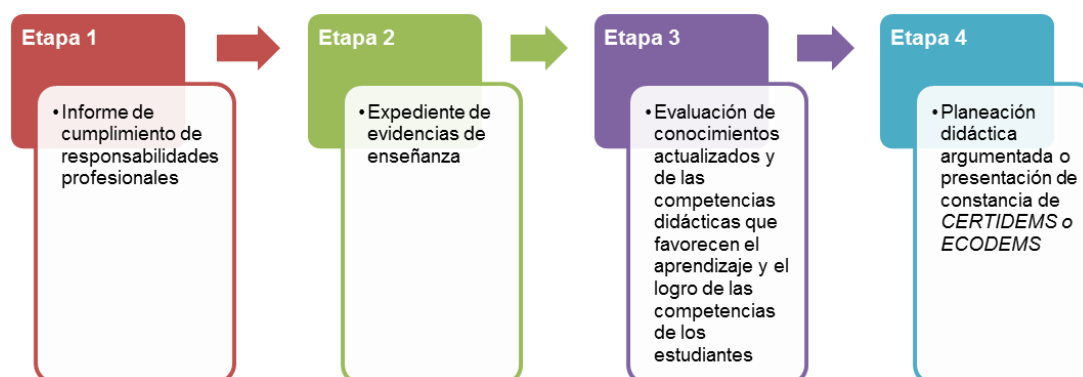 Etapa 1
•Informe de
cumplimiento de
responsabilidades
profesionales
Etapa 2
•Expediente de
evidencias de
enseñanza
Etapa 3
•Evaluación de
conocimientos
actualizados y
de las
competencias
didácticas que
favorecen el
aprendizaje y el
logro de las
competencias
de los
estudiantes
Etapa 4
•Planeación
didáctica
argumentada o
presentación de
constancia de
CERTIDEMS o
ECODEMS